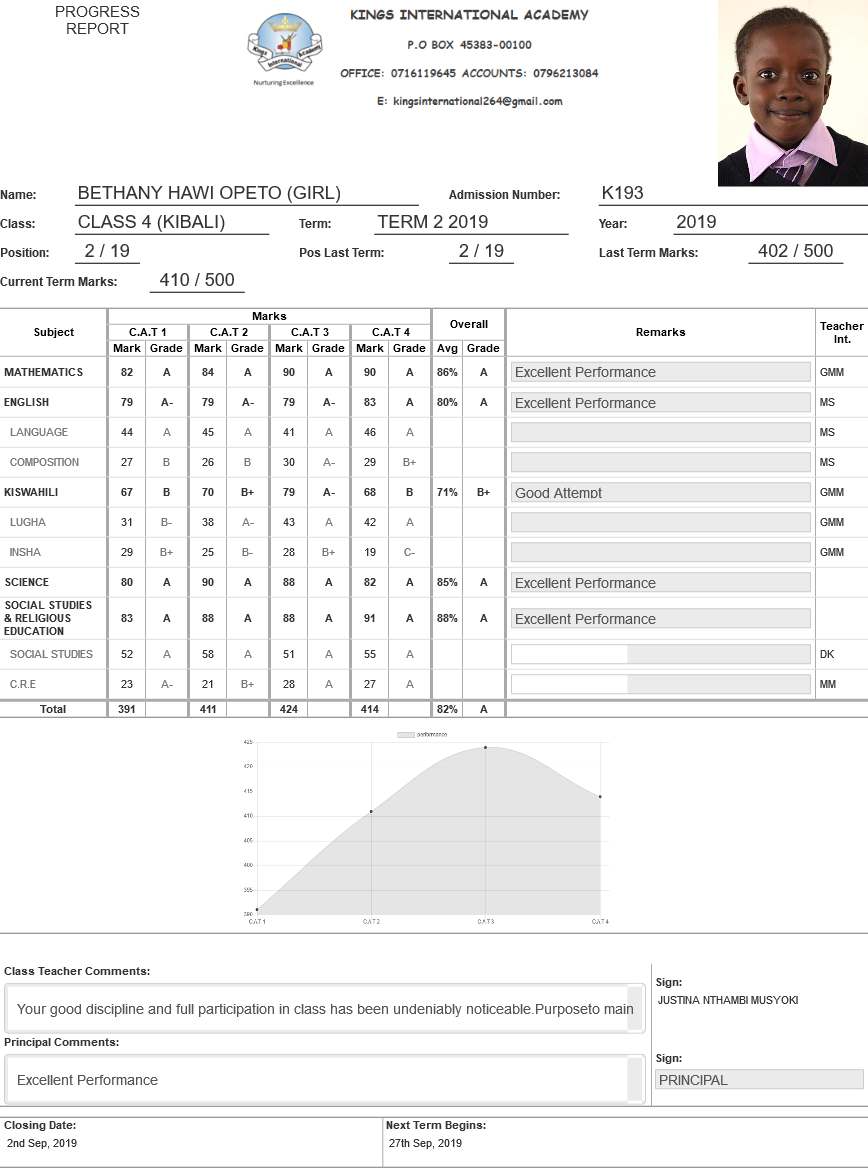 PROGRESS
REPORT
Kings International Academy
Nurturing Excellence
KINGS INTERNATIONAL ACADEMY
P.O BOX 45383-00100
OFFICE: 0716119645 ACCOUNTS: 0796213084
E: kingsinternational264@gmail.com
Name: BETHANY HAWI OPETO (GIRL) Admission Number: K193
Class: CLASS 4 (KIBALI) Term: TERM 2 2019 Year: 2019
Position: 2 / 19 Pos Last Term: 2 / 19 Last Term Marks: 402 / 500
Current Term Marks: 410 / 500
Subject Marks Overall Remarks Teacher Int.
C.A.T 1 C.A.T 2 C.A.T 3 C.A.T 4
Mark Grade Mark Grade Mark Grade Mark Grade Avg Grade
MATHEMATICS 82 A 84 A 90 A 90 A 86% A Excellent Performance GMM
ENGLISH 79 A- 79 A- 79 A- 83 A 80% A Excellent Performance MS
LANGUAGE 44 A 45 A 41 A 46 A MS
COMPOSITION 27 B 26 B 30 A- 29 B+ MS
KISWAHILI 67 B 70 B+ 79 A- 68 B 71% B+ Good Attempt GMM
LUGHA 31 B- 38 A- 43 A 42 A GMM
INSHA 29 B+ 25 B- 28 B+ 19 C- GMM
SCIENCE 80 A 90 A 88 A 82 A 85% A Excellent Performance
SOCIAL STUDIES
& RELIGIOUS
EDUCATION 83 A 88 A 88 A 91 A 88% A Excellent Performance
SOCIAL STUDIES 52 A 58 A 51 A 55 A DK
C.R.E 23 A- 21 B+ 28 A 27 A MM
Total 391 411 424 414 82% A
performance
425
420
415
410
405
400
395
390
C.A.T 1 C.A.T 2 C.A.T 3 C.A.T 4
Class Teacher Comments:
Your good discipline and full participation in class has been undeniably noticeable.Purposeto main
Sign:
JUSTINA NTHAMBI MUSYOKI
Principal Comments:
Excellent Performance
Sign:
PRINCIPAL
Closing Date: Next Term Begins:
2nd Sep, 2019 27th Sep, 2019